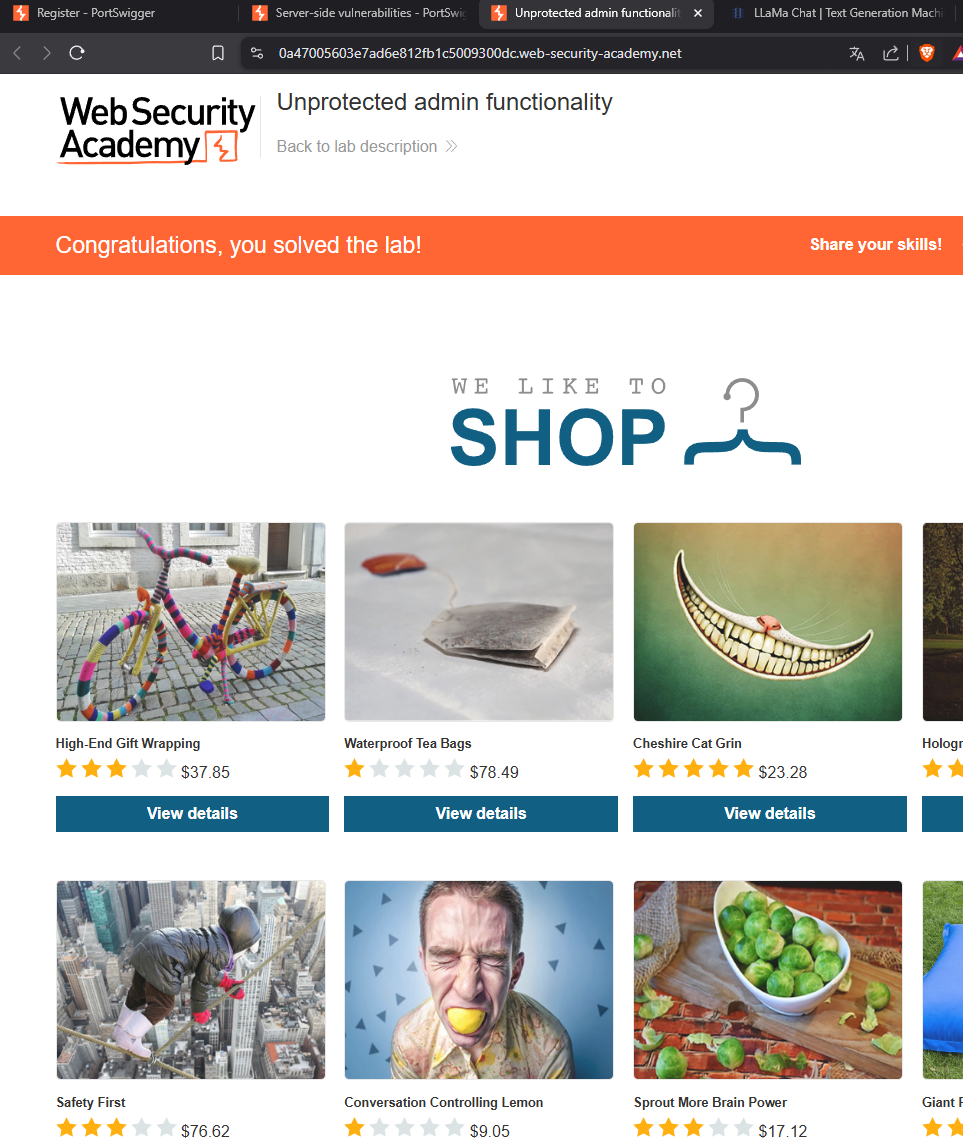 Register - PortSwigger
Server-side vulnerabilities - PortSwig
Unprotected admin functionalit
LLaMa Chat | Text Generation Machi
0a47005603e7ad6e812fb1c5009300dc.web-security-academy.net
Web Security
Academy
Unprotected admin functionality
Back to lab description
Congratulations, you solved the lab!
Share your skills!
WE LIKE TO
SHOP
High-End Gift Wrapping
Waterproof Tea Bags
Cheshire Cat Grin
Hologr
$37.85
$78.49
$23.28
View details
View details
View details
Safety First
Conversation Controlling Lemon
Sprout More Brain Power
Giant
$76.62
$9.05
$17.12